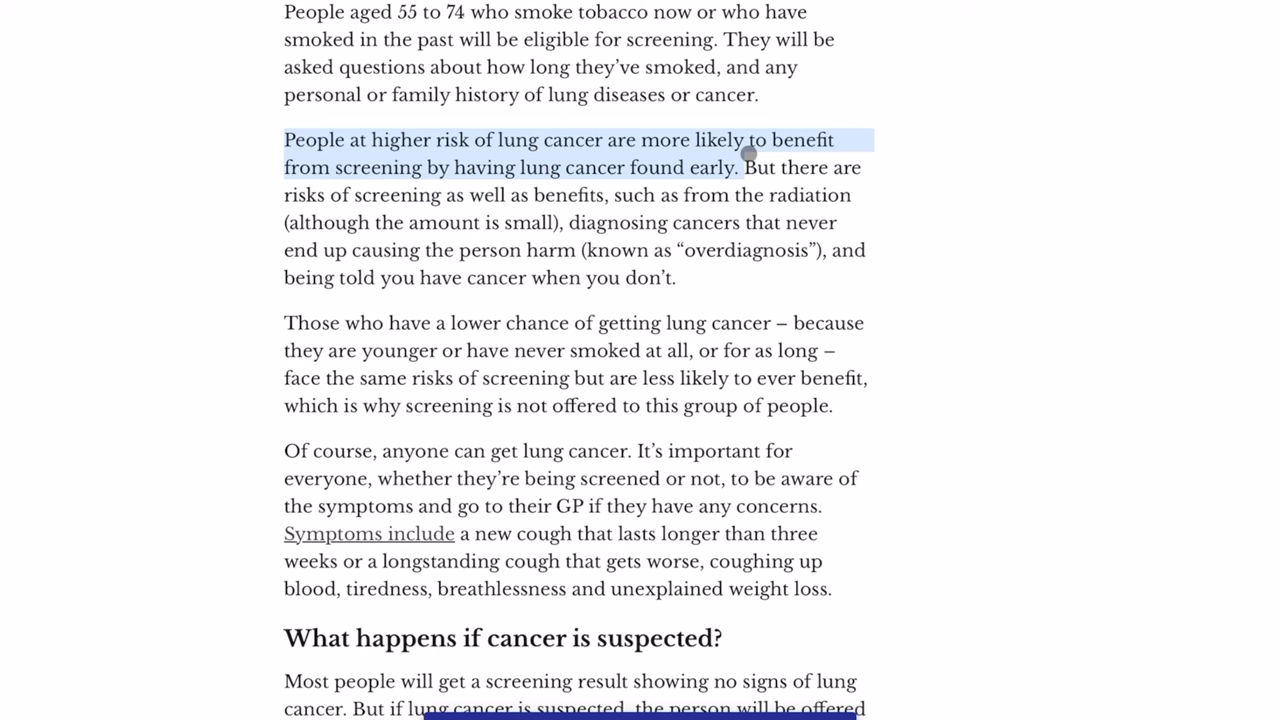 People aged 55 to 74 who smoke tobacco now or who have
smoked in the past will be eligible for screening. They will be
asked questions about how long they’ve smoked, and any
personal or family history of lung diseases or cancer.
People at higher risk of lung cancer are more likely to benefit
from screening by having lung cancer found early. But there are
risks of screening as well as benefits, such as from the radiation
(although the amount is small), diagnosing cancers that never
end up causing the person harm (known as “overdiagnosis”), and
being told you have cancer when you don’t.
Those who have a lower chance of getting lung cancer – because
they are younger or have never smoked at all, or for as long –
face the same risks of screening but are less likely to ever benefit,
which is why screening is not offered to this group of people.
Of course, anyone can get lung cancer. It’s important for
everyone, whether they’re being screened or not, to be aware of
the symptoms and go to their GP if they have any concerns.
Symptoms include a new cough that lasts longer than three
weeks or a longstanding cough that gets worse, coughing up
blood, tiredness, breathlessness and unexplained weight loss.
What happens if cancer is suspected?
Most people will get a screening result showing no signs of lung
cancer. But if lung cancer is suspected, the person will be offered